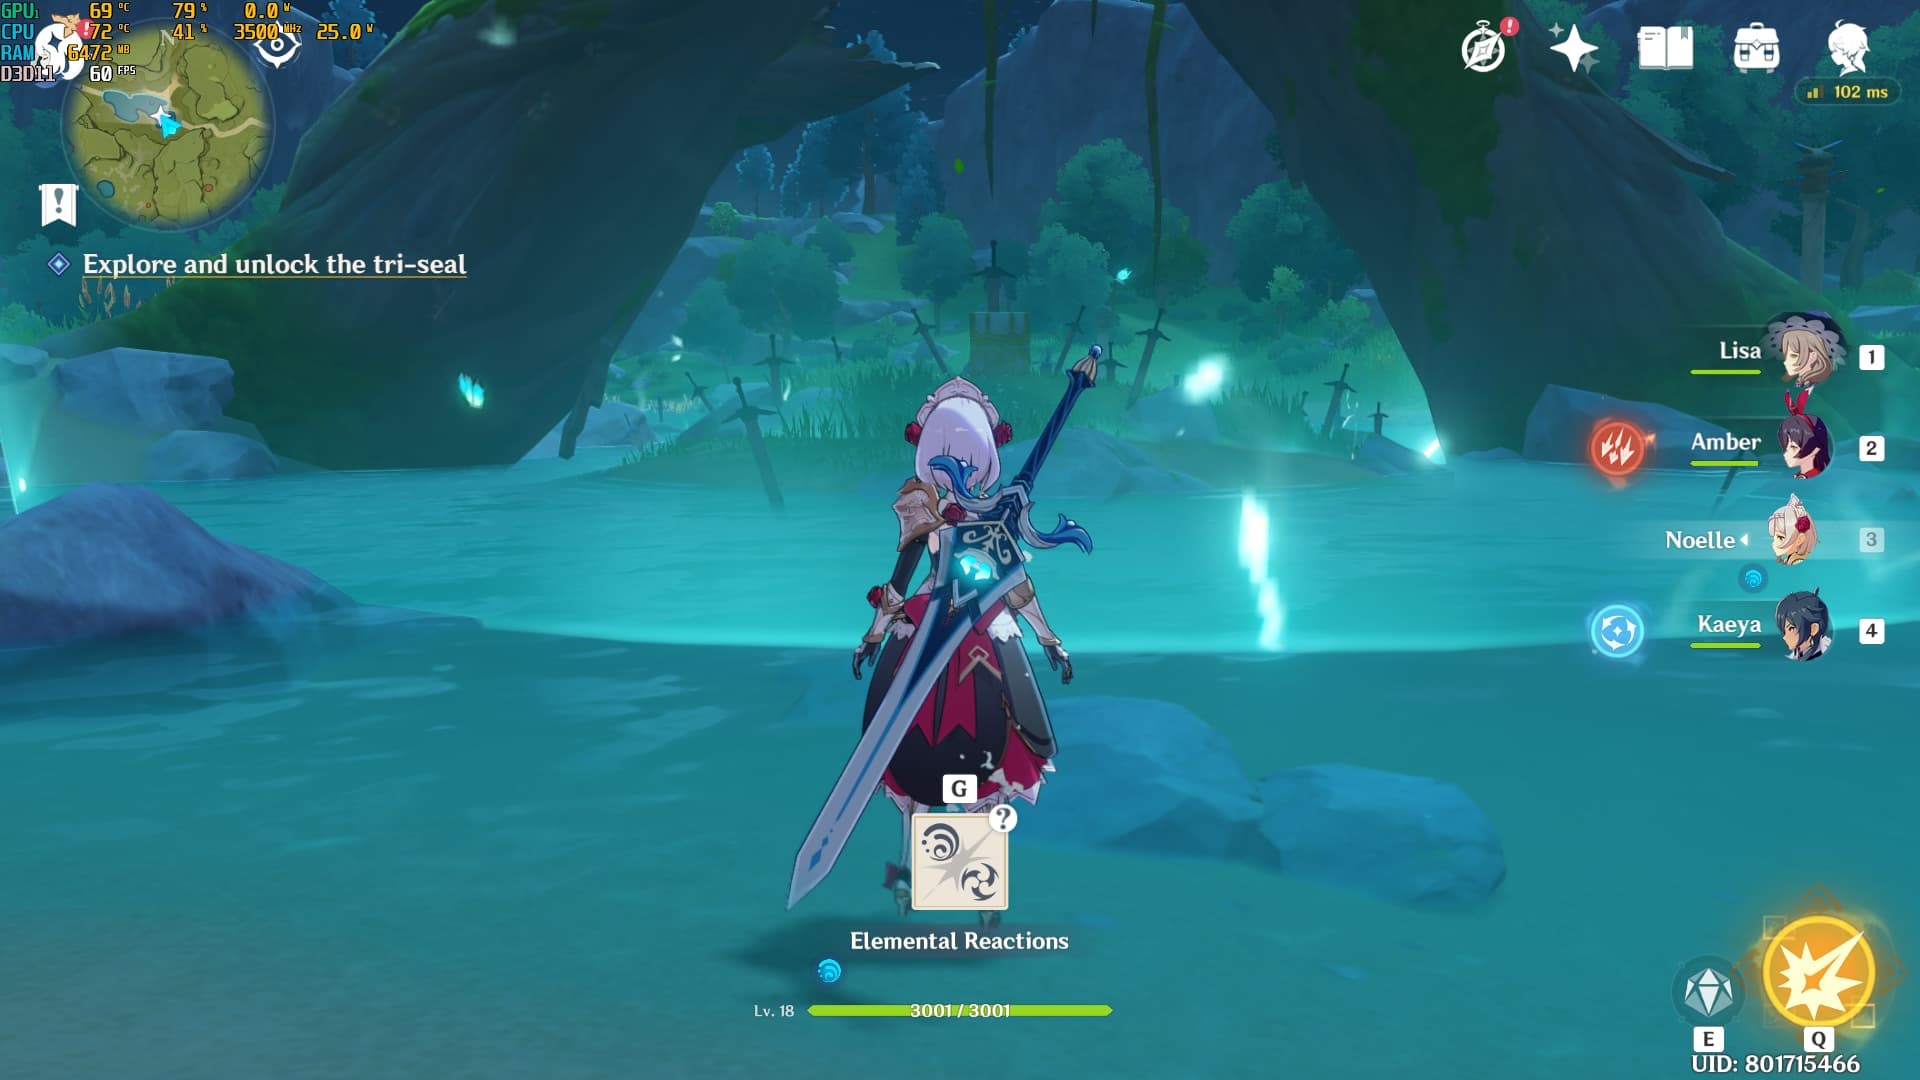 GPU1 69 °C 79 % 0.0 W
CPU 72 °C 41 % 3500 MHz 25.0 W
RAM 6472 MB
D3D11 60 FPS
N
102 ms
Explore and unlock the tri-seal
Lisa 1
Amber 2
Noelle 3
Kaeya 4
G
?
Elemental Reactions
Lv. 18 3001 / 3001
E Q
UID: 801715466